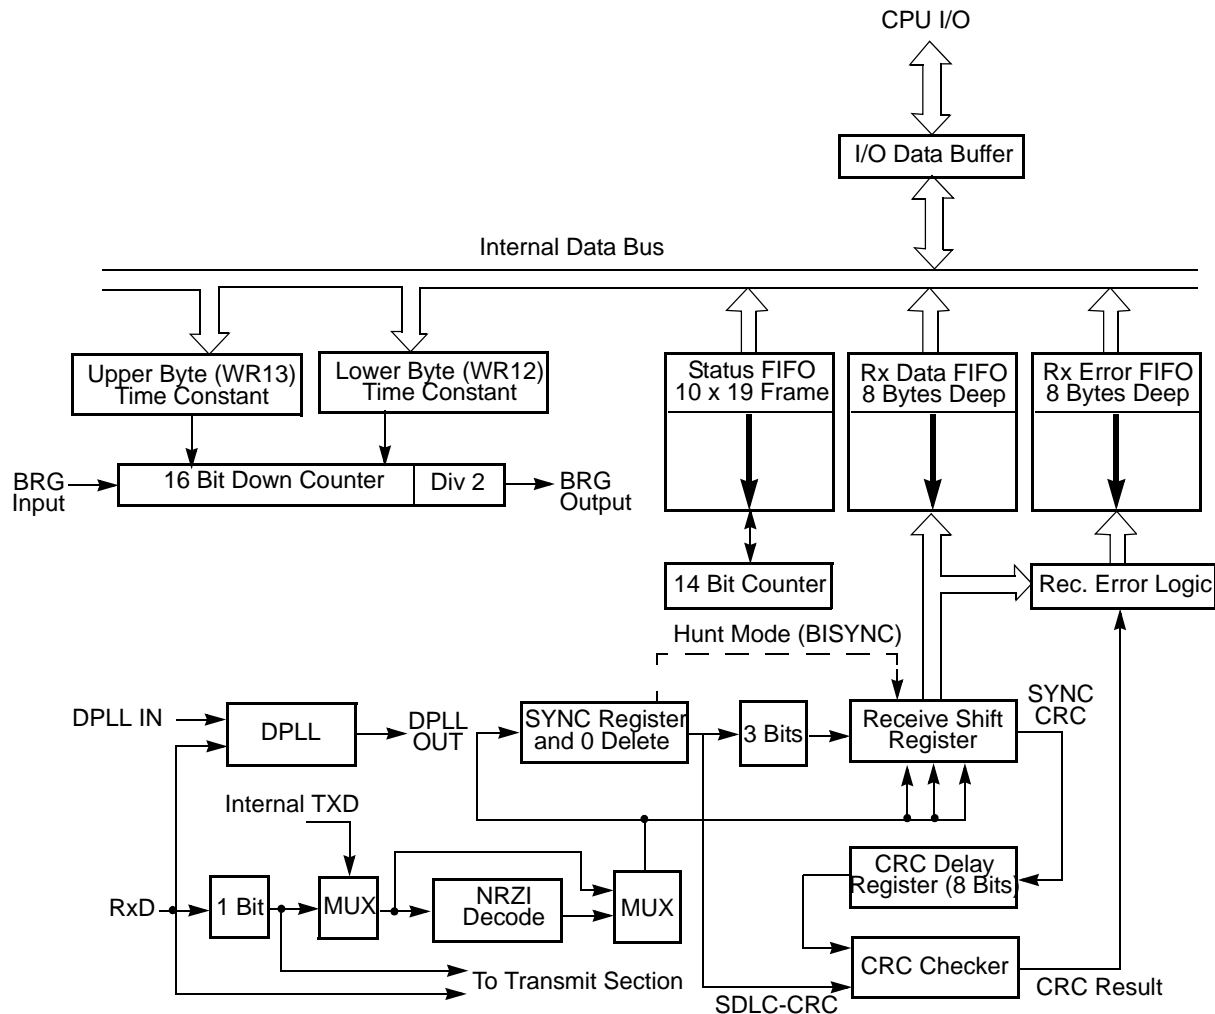 CPU I/O
I/O Data Buffer
Internal Data Bus
Upper Byte (WR13)
Time Constant
Lower Byte (WR12)
Time Constant
Status FIFO
10 x 19 Frame
Rx Data FIFO
8 Bytes Deep
Rx Error FIFO
8 Bytes Deep
BRG
Input
16 Bit Down Counter
Div 2
BRG
Output
14 Bit Counter
Rec. Error Logic
Hunt Mode (BISYNC)
DPLL IN
DPLL
DPLL
OUT
SYNC Register
and 0 Delete
3 Bits
Receive Shift
Register
SYNC
CRC
Internal TXD
RxD
1 Bit
MUX
NRZI
Decode
MUX
CRC Delay
Register (8 Bits)
To Transmit Section
CRC Checker
SDLC-CRC
CRC Result